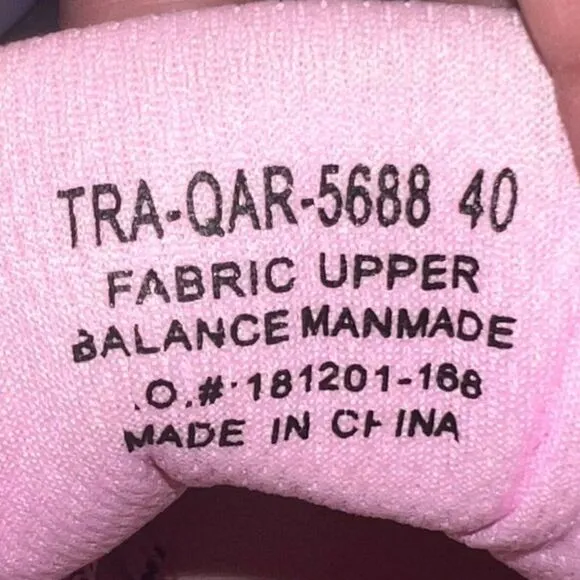 TRA-QAR-5688 40
FABRIC UPPER
BALANCE MANMADE
.O.#:181201-168
MADE IN CHINA